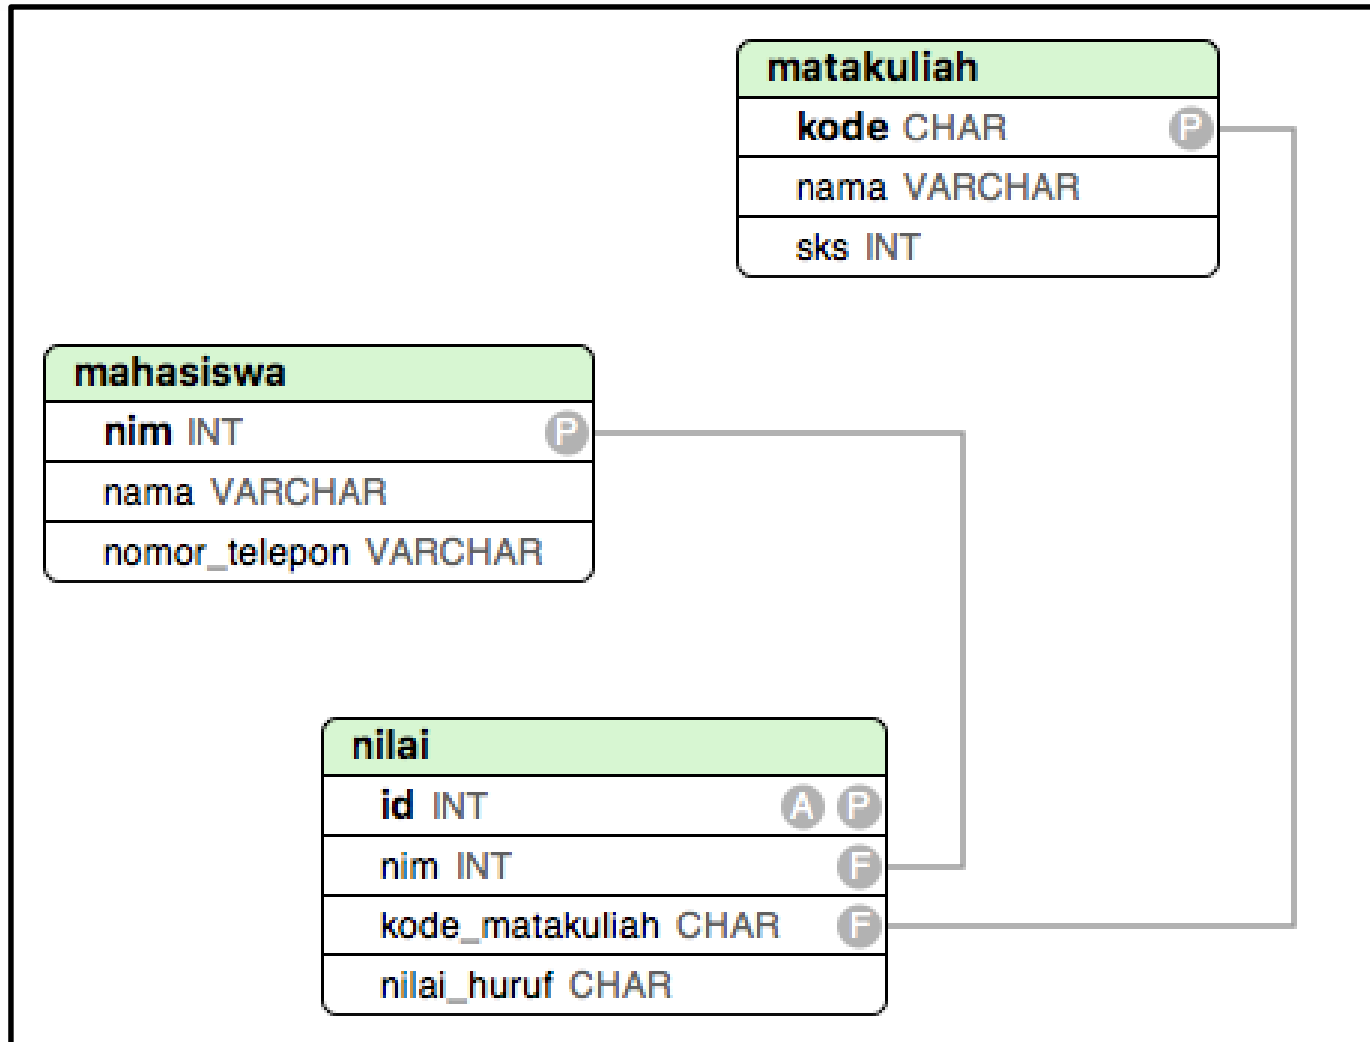 matakuliah
kode CHAR P
nama VARCHAR
sks INT
mahasiswa
nim INT P
nama VARCHAR
nomor_telepon VARCHAR
nilai
id INT A P
nim INT F
kode_matakuliah CHAR F
nilai_huruf CHAR